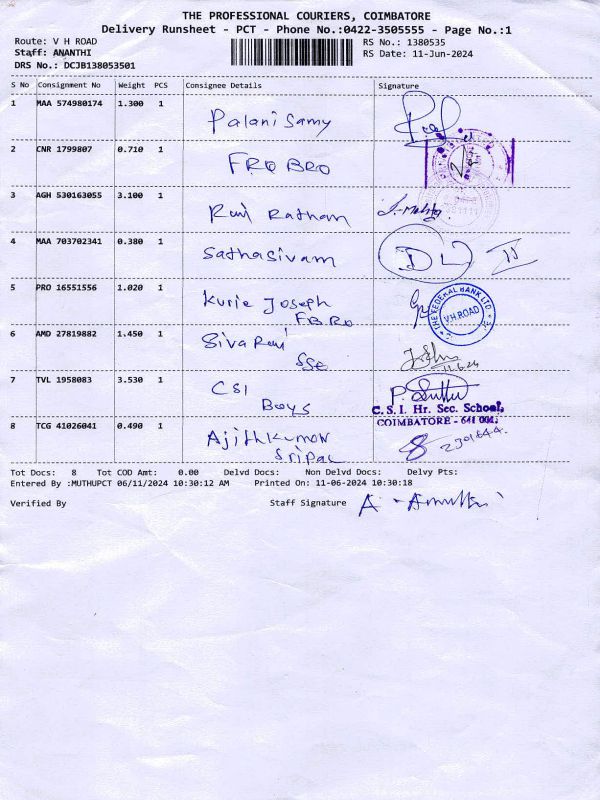 THE PROFESSIONAL COURIERS, COIMBATORE
Delivery Runsheet - PCT - Phone No.:0422-3505555 - Page No.:1
Route: V H ROAD RS No.: 1380535
Staff: ANANTHI RS Date: 11-Jun-2024
DRS No.: DCJB138053501
S No Consignment No Weight PCS Consignee Details Signature
1 MAA 574980174 1.300 1 Palani Samy
2 CNR 1799807 0.710 1 FRO BRO
3 AGH 530163055 3.100 1 Ravi Ratham
4 MAA 703702341 0.380 1 Sathasivam
5 PRO 16551556 1.020 1 Kurie Joseph
FBRO
THE FEDERAL BANK LTD.
V.H ROAD
6 AMD 27819882 1.450 1 Siva Ravi
SSe
7 TVL 1958083 3.530 1 CSI
Boys
C. S. I. Hr. Sec. School,
COIMBATORE - 641 001.
8 TCG 41026041 0.490 1 Ajithkumar
Sripal
Tot Docs: 8 Tot COD Amt: 0.00 Delvd Docs: Non Delvd Docs: Delvy Pts:
Entered By :MUTHUPCT 06/11/2024 10:30:12 AM Printed On: 11-06-2024 10:30:18
Verified By Staff Signature